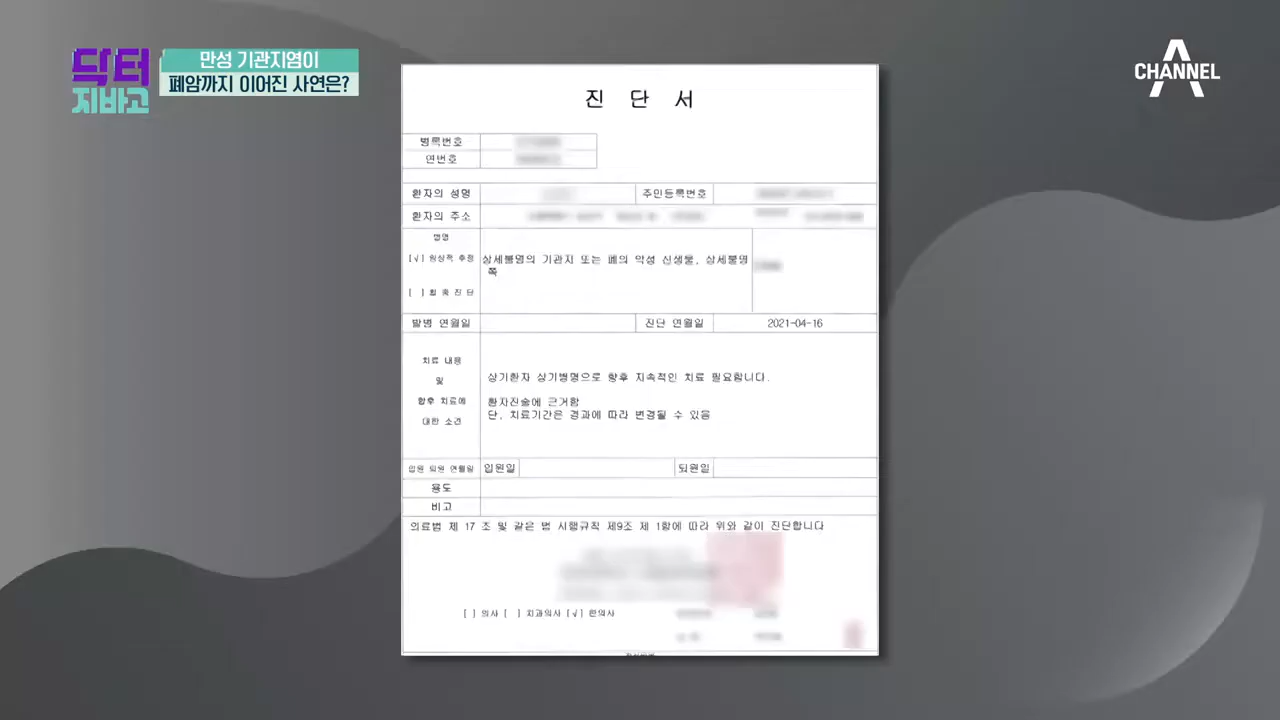 닥터
지바고
만성 기관지염이
폐암까지 이어진 사연은?
CHANNEL A
진 단 서
병록번호
연번호
환자의 성명 주민등록번호
환자의 주소
병명
[√] 임상적 추정
상세불명의 기관지 또는 폐의 악성 신생물, 상세불명
쪽
[ ] 최 종 진 단
발병 연월일 진단 연월일 2021-04-16
치료 내용
및
향후 치료에
대한 소견
상기환자 상기병명으로 향후 지속적인 치료 필요합니다.
환자진술에 근거함
단, 치료기간은 경과에 따라 변경될 수 있음
입원 퇴원 연월일 입원일 퇴원일
용도
비고
의료법 제 17 조 및 같은 법 시행규칙 제9조 제 1항에 따라 위와 같이 진단합니다
[ ] 의사 [ ] 치과의사 [√] 한의사